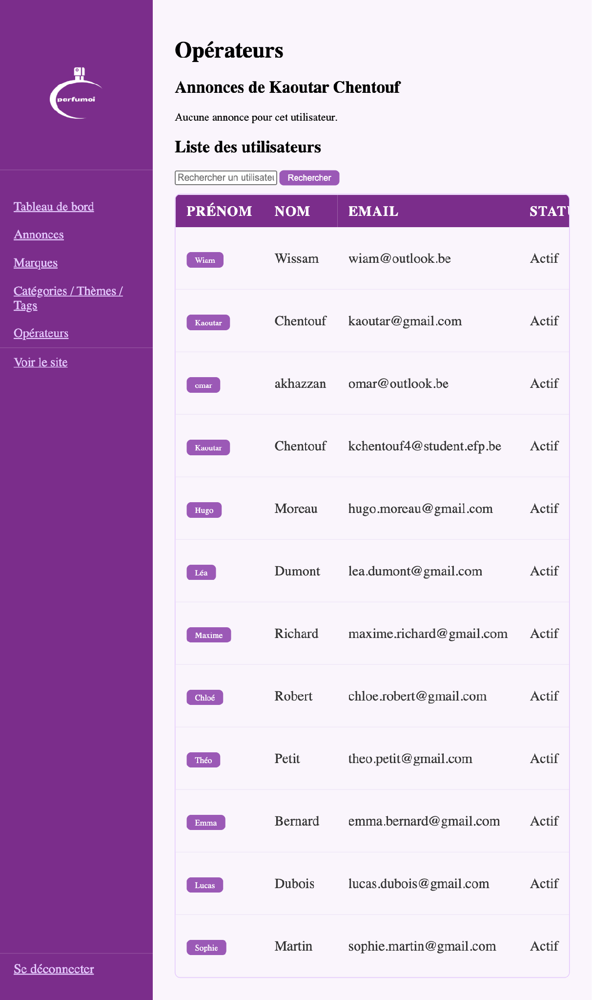 parfumoi
Tableau de bord
Annonces
Marques
Catégories / Thèmes /
Tags
Opérateurs
Voir le site
Se déconnecter
Opérateurs
Annonces de Kaoutar Chentouf
Aucune annonce pour cet utilisateur.
Liste des utilisateurs
Rechercher un utilisateu Rechercher
PRÉNOM NOM EMAIL STATU
Wiam Wissam wiam@outlook.be Actif
Kaoutar Chentouf kaoutar@gmail.com Actif
omar akhazzan omar@outlook.be Actif
Kaoutar Chentouf kchentouf4@student.efp.be Actif
Hugo Moreau hugo.moreau@gmail.com Actif
Léa Dumont lea.dumont@gmail.com Actif
Maxime Richard maxime.richard@gmail.com Actif
Chloé Robert chloe.robert@gmail.com Actif
Théo Petit theo.petit@gmail.com Actif
Emma Bernard emma.bernard@gmail.com Actif
Lucas Dubois lucas.dubois@gmail.com Actif
Sophie Martin sophie.martin@gmail.com Actif